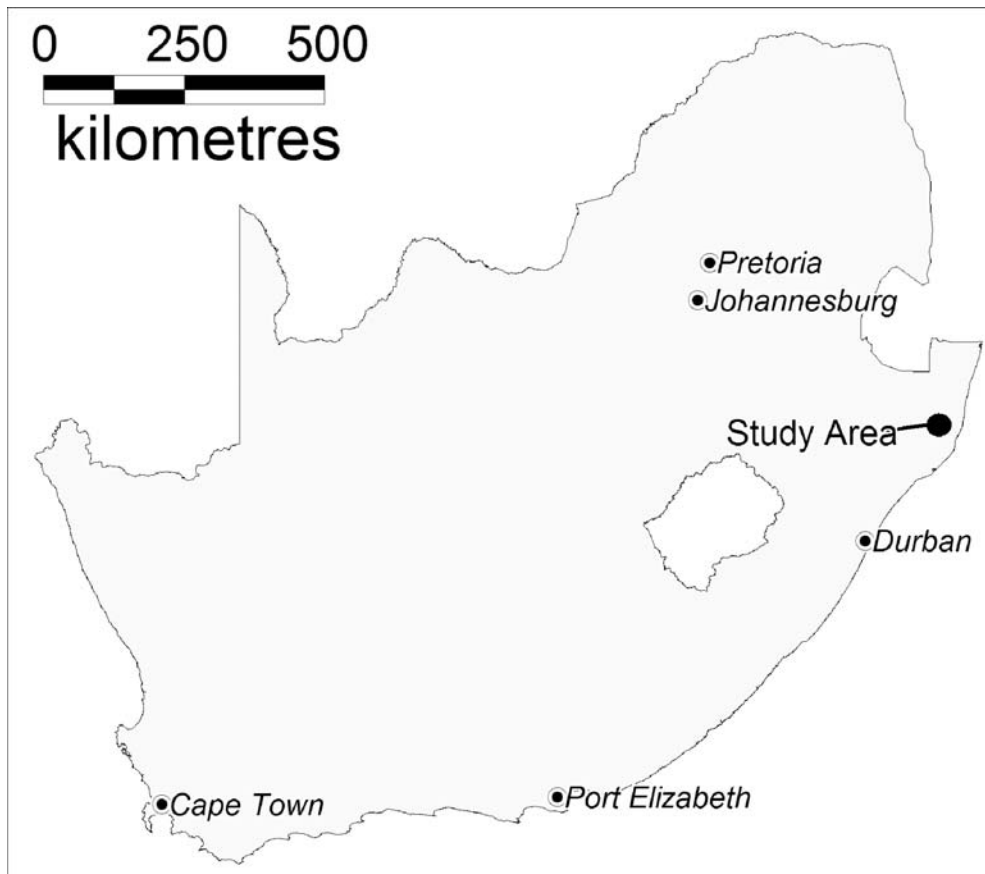 0 250 500
kilometres
Pretoria
Johannesburg
Study Area
Durban
Port Elizabeth
Cape Town